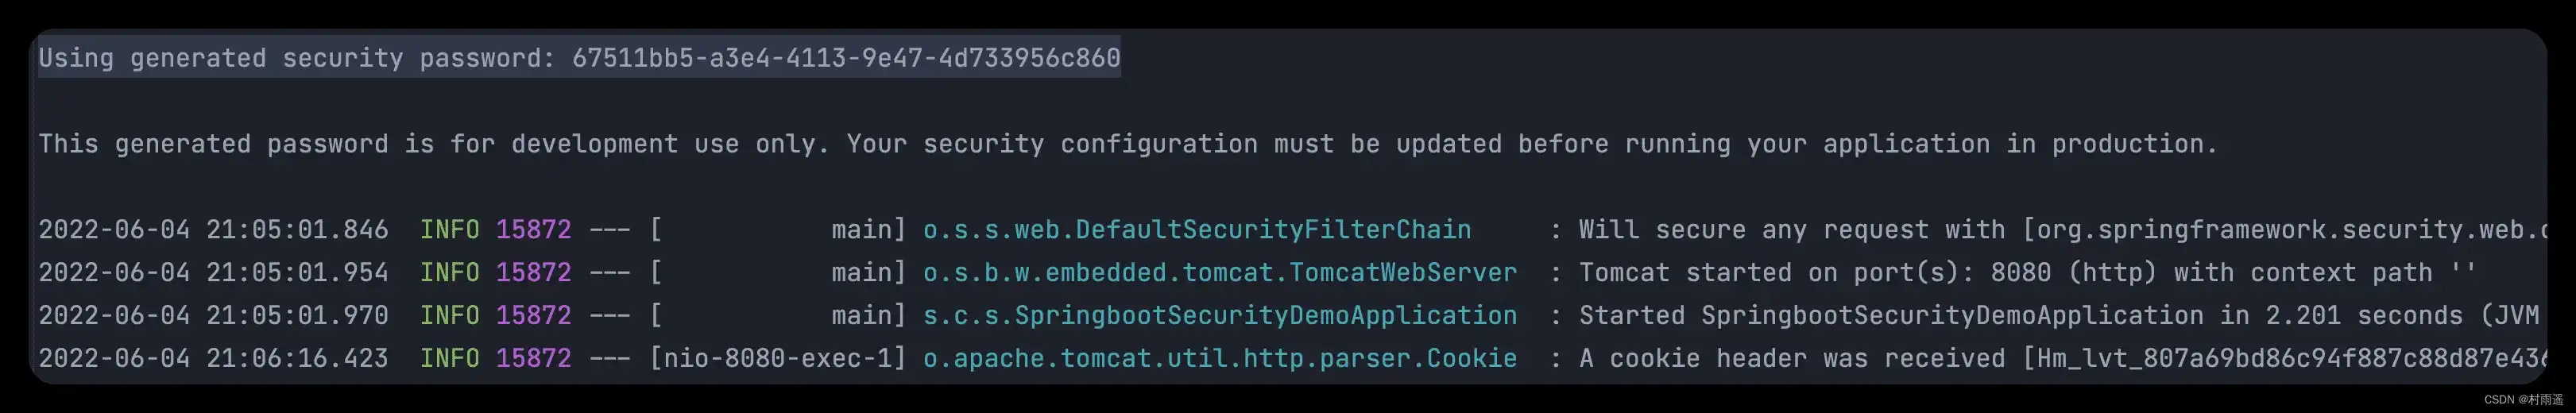 Using generated security password: 67511bb5-a3e4-4113-9e47-4d733956c860
This generated password is for development use only. Your security configuration must be updated before running your application in production.
2022-06-04 21:05:01.846  INFO 15872 --- [           main] o.s.s.web.DefaultSecurityFilterChain     : Will secure any request with [org.springframework.security.web.c
2022-06-04 21:05:01.954  INFO 15872 --- [           main] o.s.b.w.embedded.tomcat.TomcatWebServer  : Tomcat started on port(s): 8080 (http) with context path ''
2022-06-04 21:05:01.970  INFO 15872 --- [           main] s.c.s.SpringbootSecurityDemoApplication  : Started SpringbootSecurityDemoApplication in 2.201 seconds (JVM
2022-06-04 21:06:16.423  INFO 15872 --- [nio-8080-exec-1] o.apache.tomcat.util.http.parser.Cookie  : A cookie header was received [Hm_lvt_807a69bd86c94f887c88d87e436
CSDN @村雨遥